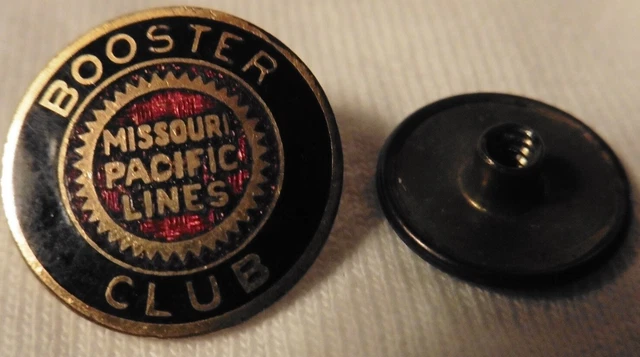 BOOSTER
MISSOURI
PACIFIC
LINES
CLUB